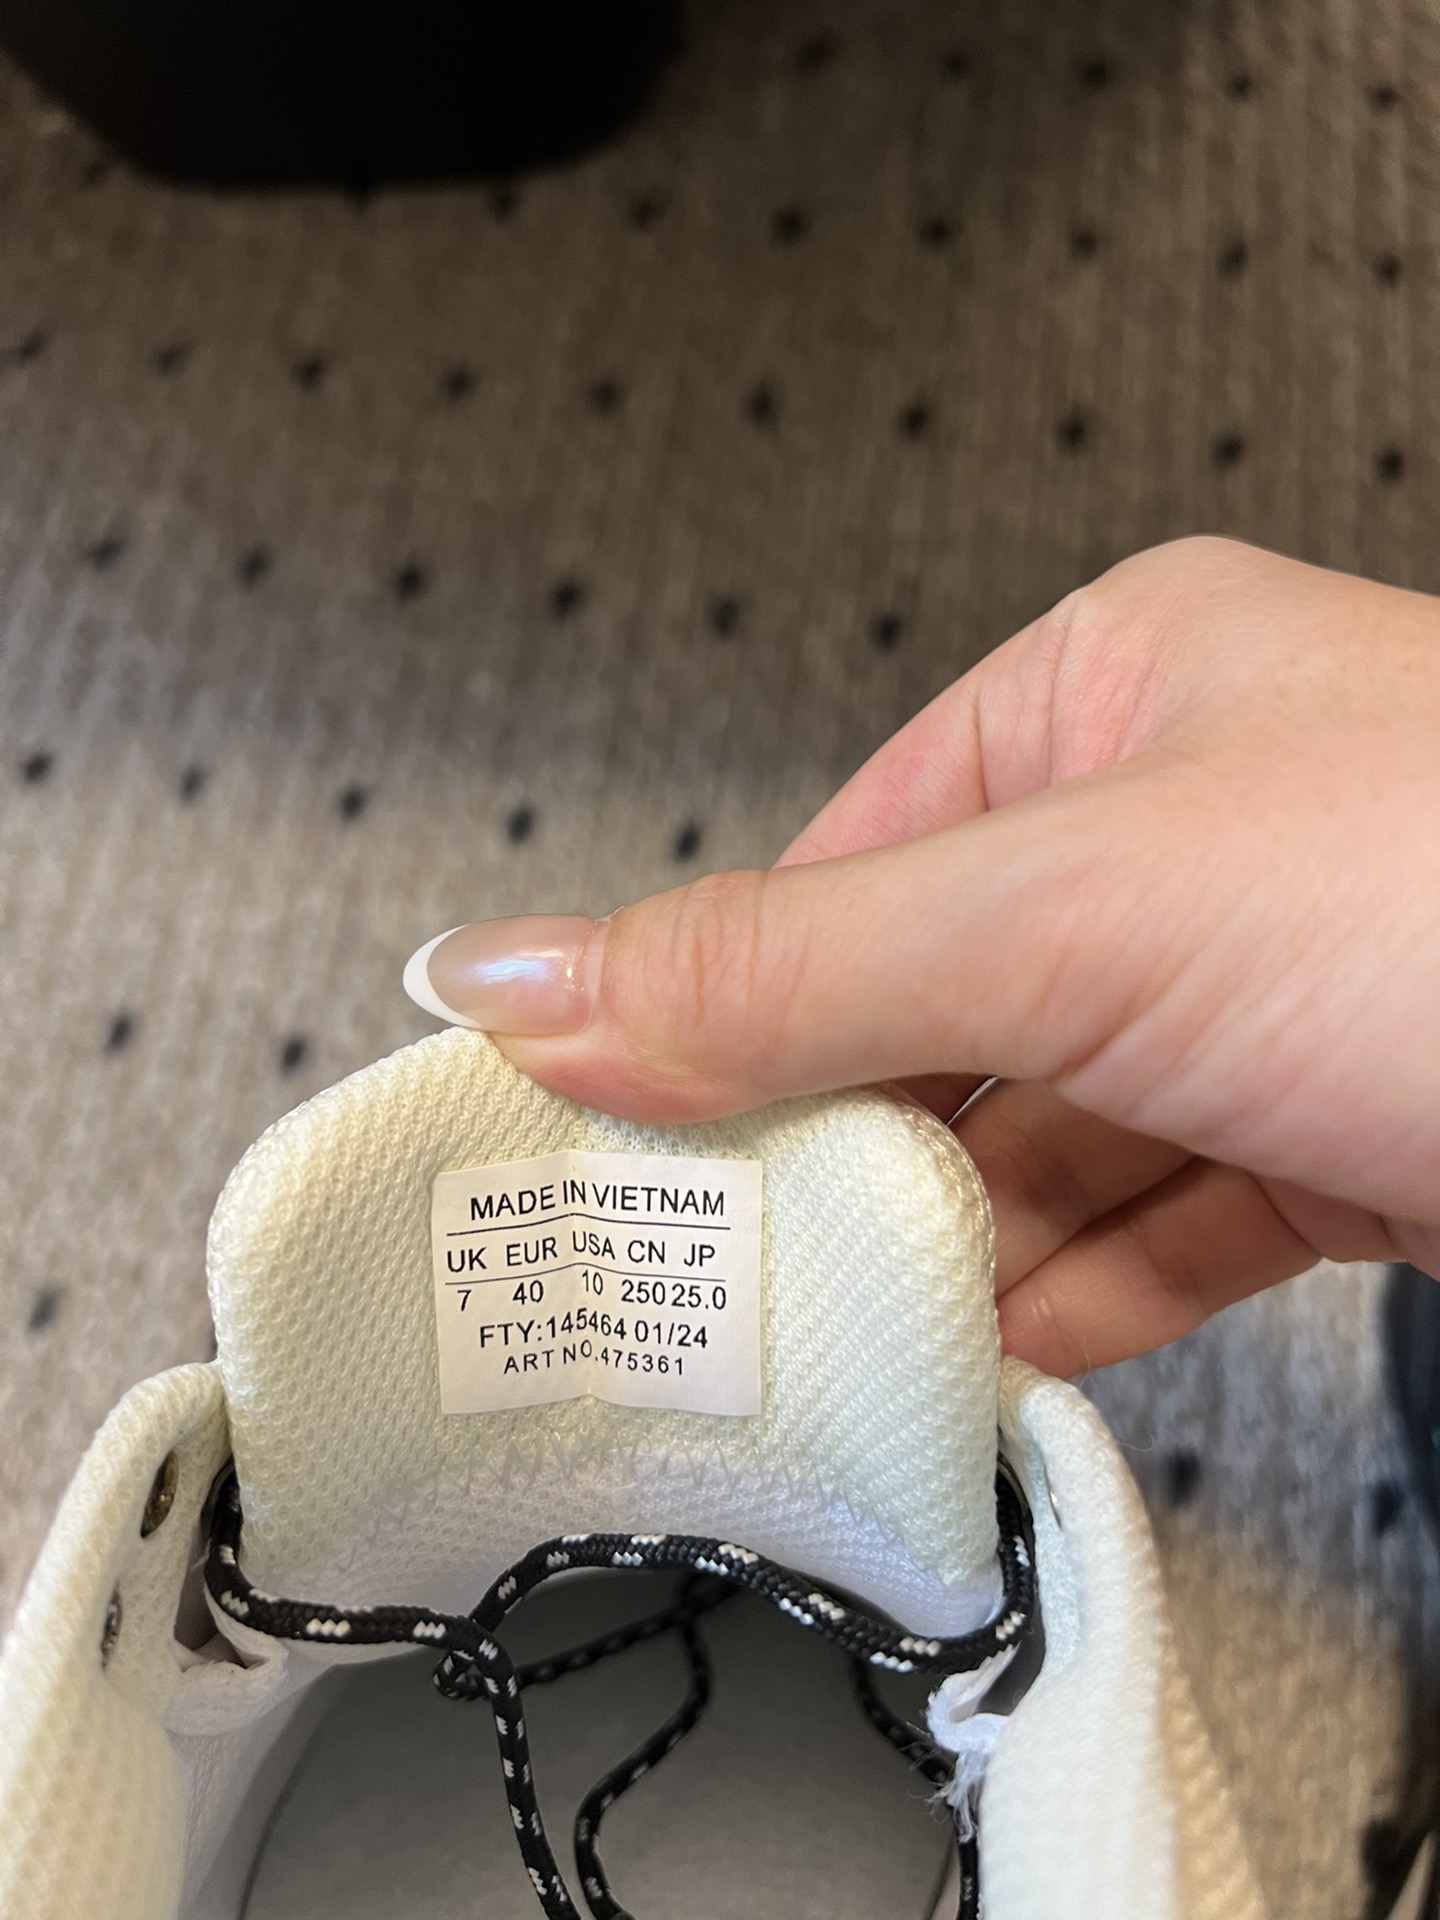 MADE IN VIETNAM
UK EUR USA CN JP
7 40 10 250 25.0
FTY:145464 01/24
ART NO.475361